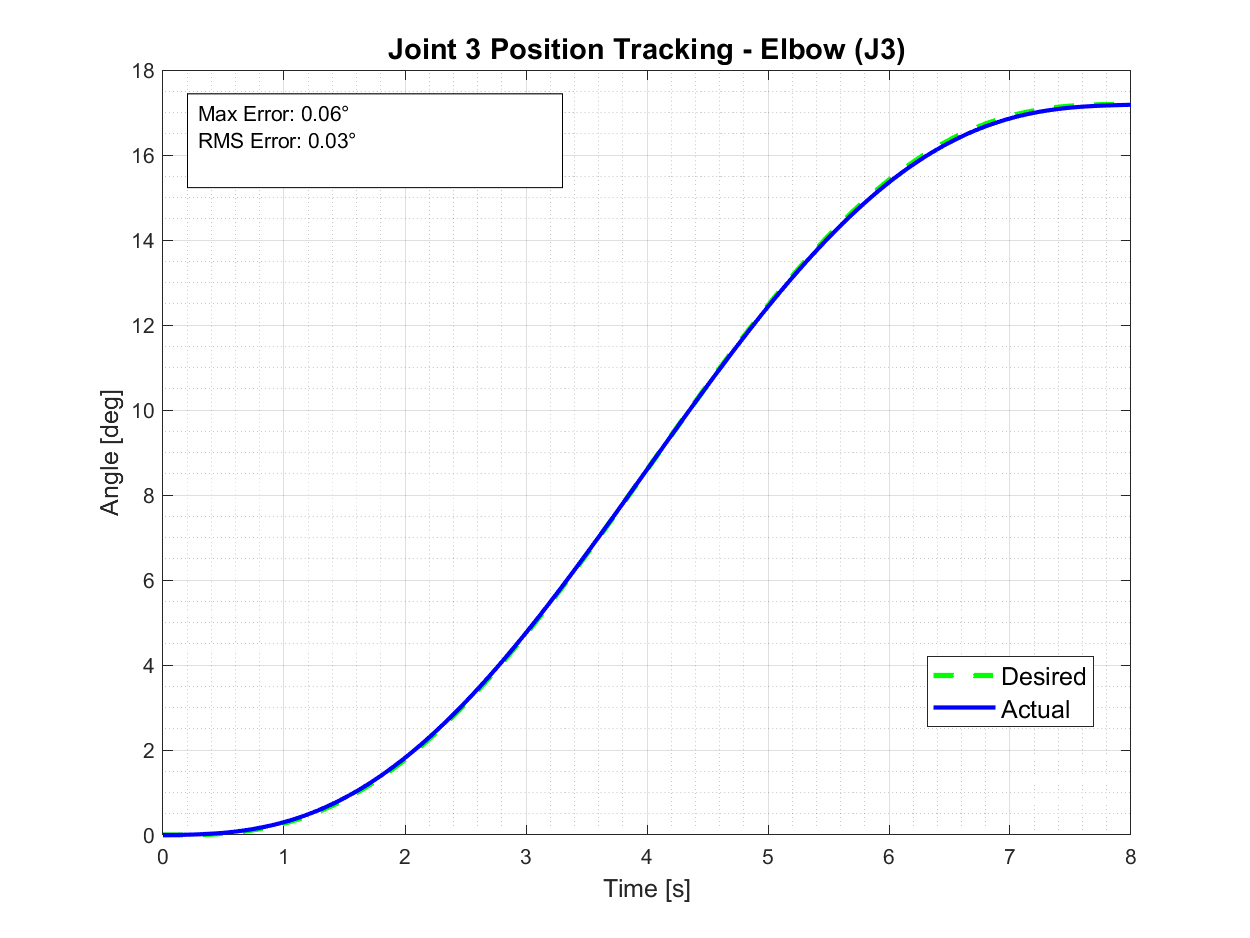 Joint 3 Position Tracking - Elbow (J3)
Max Error: 0.06°
RMS Error: 0.03°
18
16
14
12
10
8
6
4
2
0
Angle [deg]
Desired
Actual
0 1 2 3 4 5 6 7 8
Time [s]